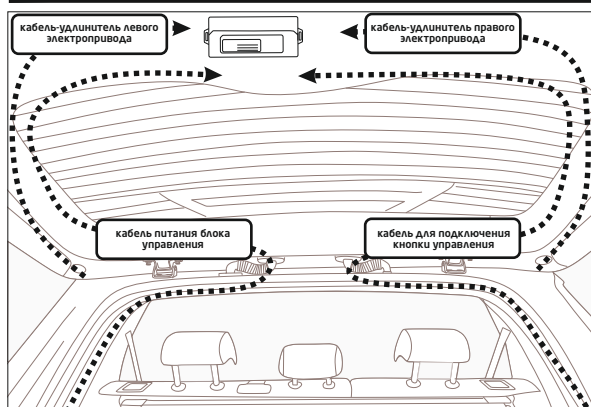 кабель-удлинитель левого
электропривода
кабель-удлинитель правого
электропривода
кабель питания блока
управления
кабель для подключения
кнопки управления